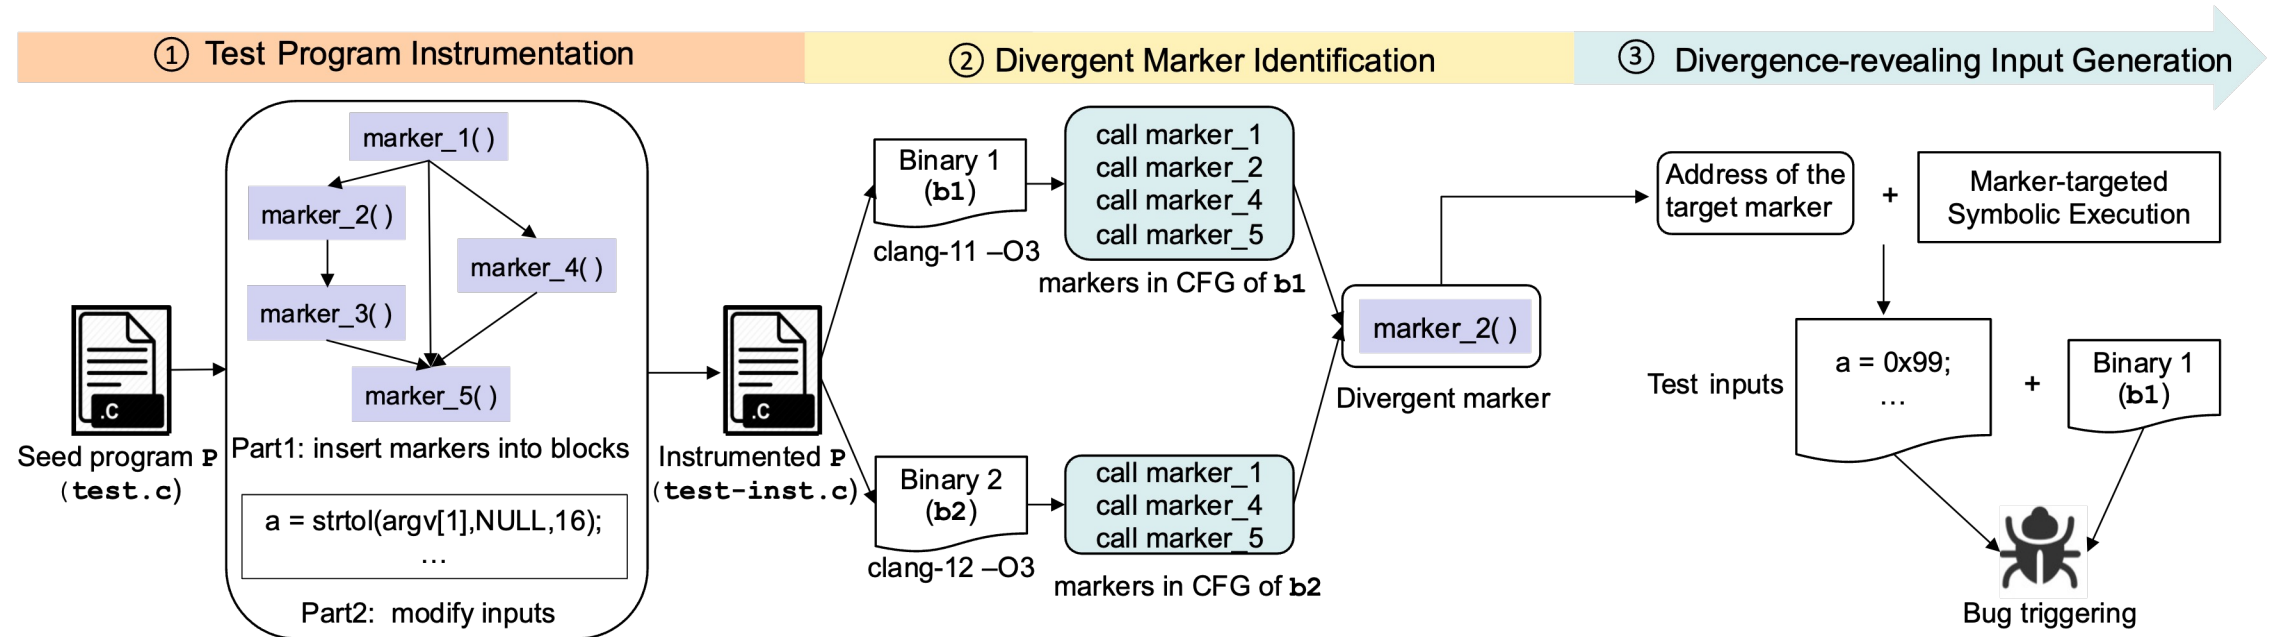 ① Test Program Instrumentation
② Divergent Marker Identification
③ Divergence-revealing Input Generation
marker_1( )
marker_2( )
marker_4( )
marker_3( )
marker_5( )
.C
Seed program P
(test.c)
Part1: insert markers into blocks
a = strtol(argv[1],NULL,16);
...
Part2: modify inputs
.C
Instrumented P
(test-inst.c)
Binary 1
(b1)
clang-11 –O3
call marker_1
call marker_2
call marker_4
call marker_5
markers in CFG of b1
Binary 2
(b2)
clang-12 –O3
call marker_1
call marker_4
call marker_5
markers in CFG of b2
marker_2( )
Divergent marker
Address of the
target marker
+
Marker-targeted
Symbolic Execution
Test inputs
a = 0x99;
...
+
Binary 1
(b1)
Bug triggering